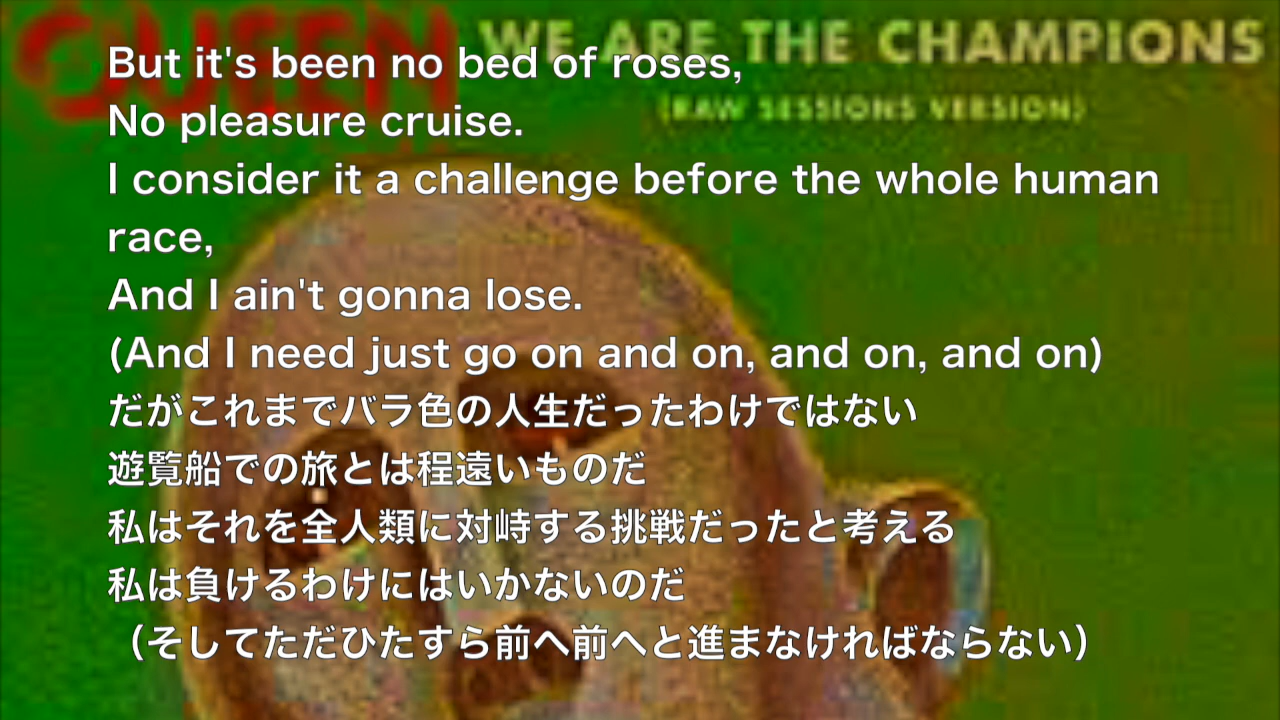 QUEEN WE ARE THE CHAMPIONS
(RAW SESSIONS VERSION)
But it's been no bed of roses,
No pleasure cruise.
I consider it a challenge before the whole human
race,
And I ain't gonna lose.
(And I need just go on and on, and on, and on)
だがこれまでバラ色の人生だったわけではない
遊覧船での旅とは程遠いものだ
私はそれを全人類に対峙する挑戦だったと考える
私は負けるわけにはいかないのだ
（そしてただひたすら前へ前へと進まなければならない）